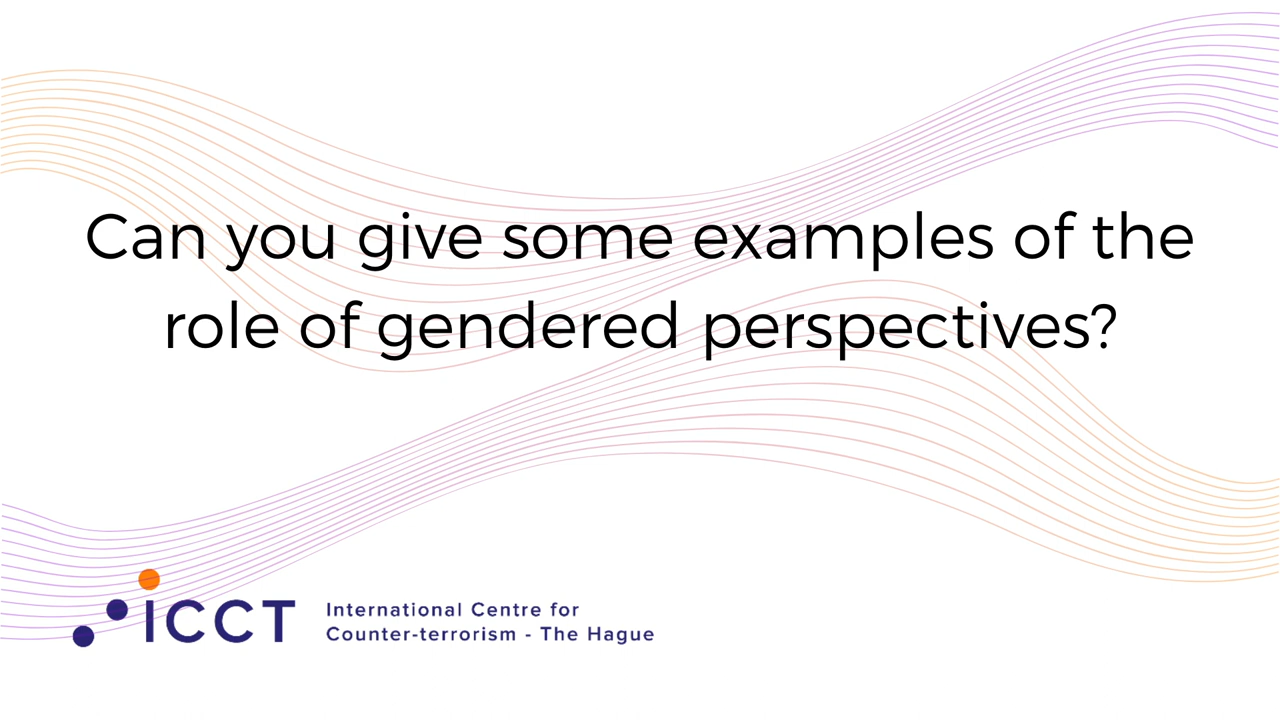 Can you give some examples of the
role of gendered perspectives?
ICCT
International Centre for
Counter-terrorism - The Hague